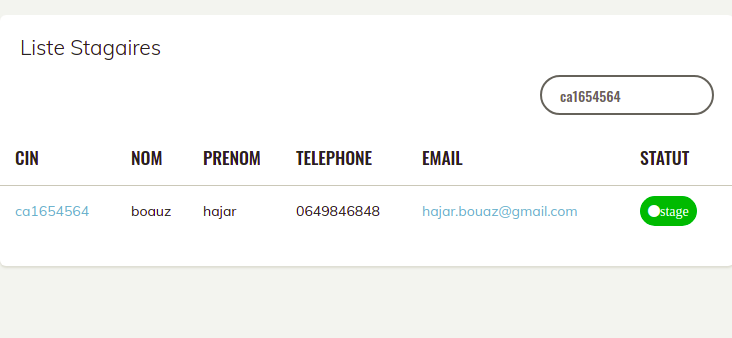 Liste Stagaires
ca1654564
CIN NOM PRENOM TELEPHONE EMAIL STATUT
ca1654564 boauz hajar 0649846848 hajar.bouaz@gmail.com stage